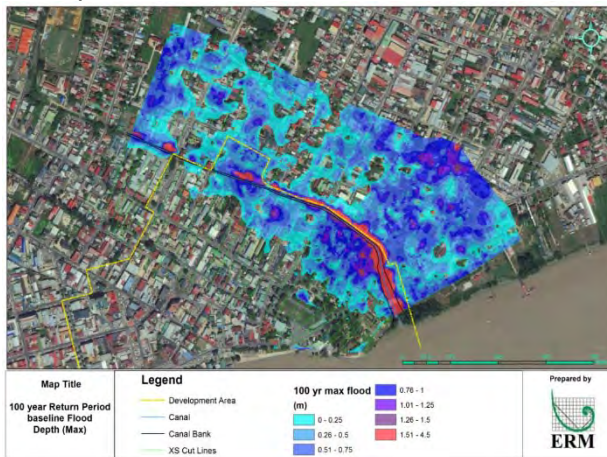 Map Title
100 year Return Period
baseline Flood
Depth (Max)
Legend
Development Area
Canal
Canal Bank
XS Cut Lines
100 yr max flood
(m)
0 - 0.25
0.26 - 0.5
0.51 - 0.75
0.76 - 1
1.01 - 1.25
1.26 - 1.5
1.51 - 4.5
Prepared by
ERM